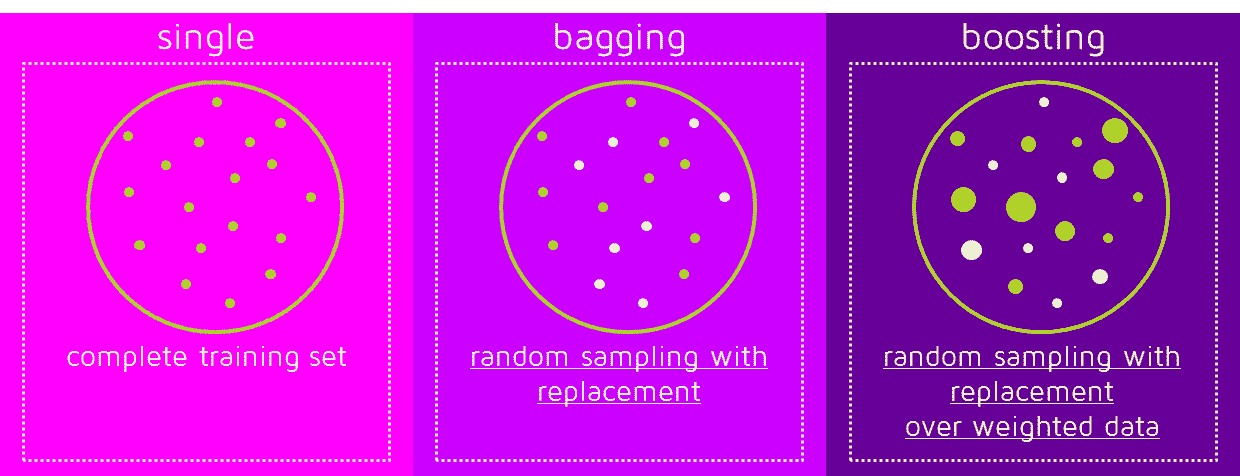 single
complete training set
bagging
random sampling with
replacement
boosting
random sampling with
replacement
over weighted data